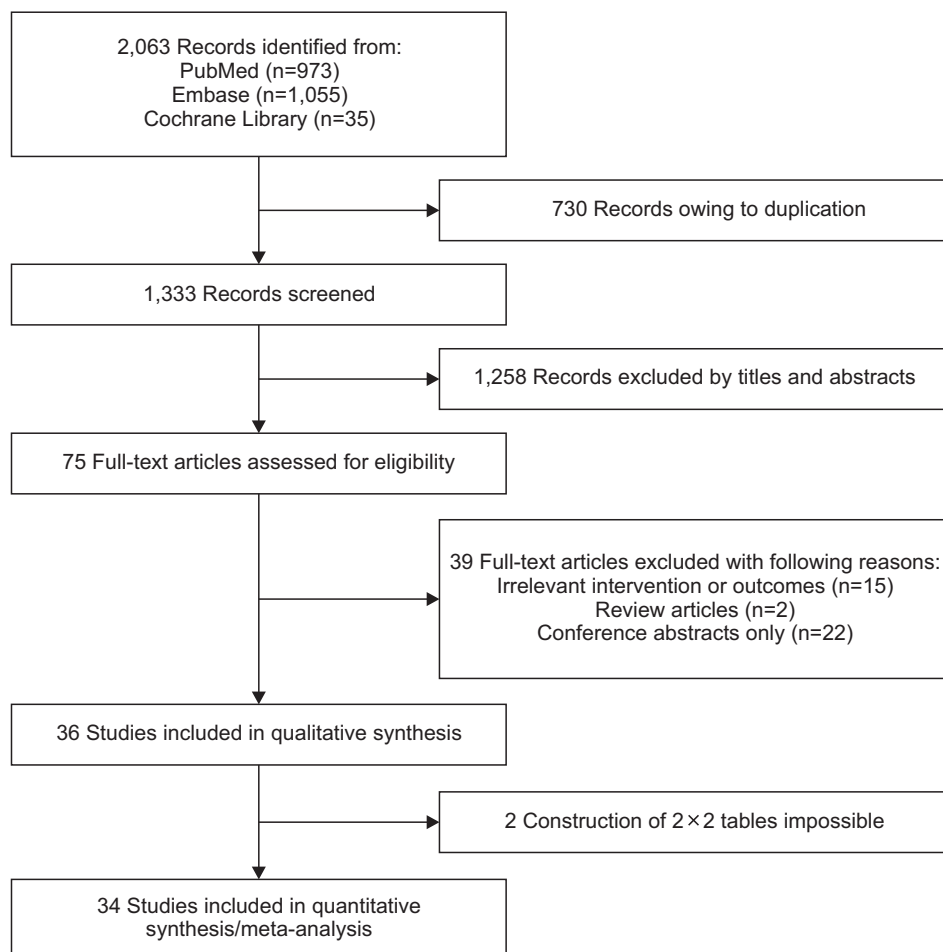 2,063 Records identified from:
PubMed (n=973)
Embase (n=1,055)
Cochrane Library (n=35)
730 Records owing to duplication
1,333 Records screened
1,258 Records excluded by titles and abstracts
75 Full-text articles assessed for eligibility
39 Full-text articles excluded with following reasons:
Irrelevant intervention or outcomes (n=15)
Review articles (n=2)
Conference abstracts only (n=22)
36 Studies included in qualitative synthesis
2 Construction of 2×2 tables impossible
34 Studies included in quantitative
synthesis/meta-analysis